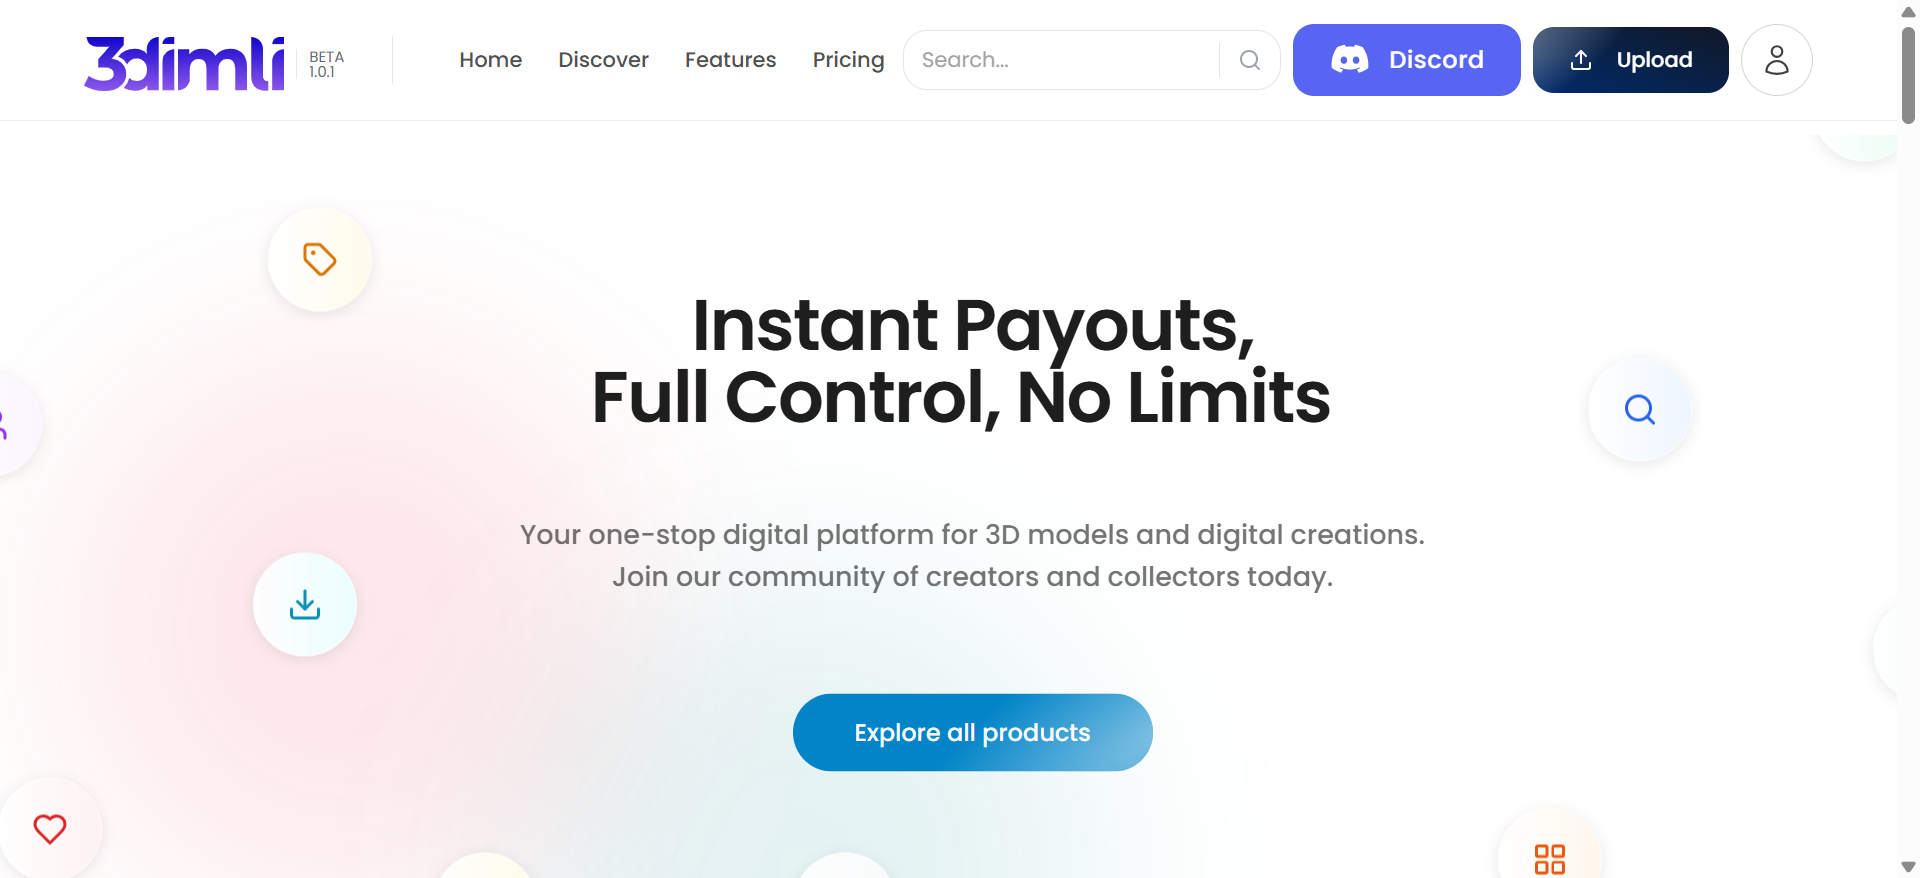 3dimli
BETA
1.0.1
Home
Discover
Features
Pricing
Search...
Discord
Upload
Instant Payouts,
Full Control, No Limits
Your one-stop digital platform for 3D models and digital creations.
Join our community of creators and collectors today.
Explore all products